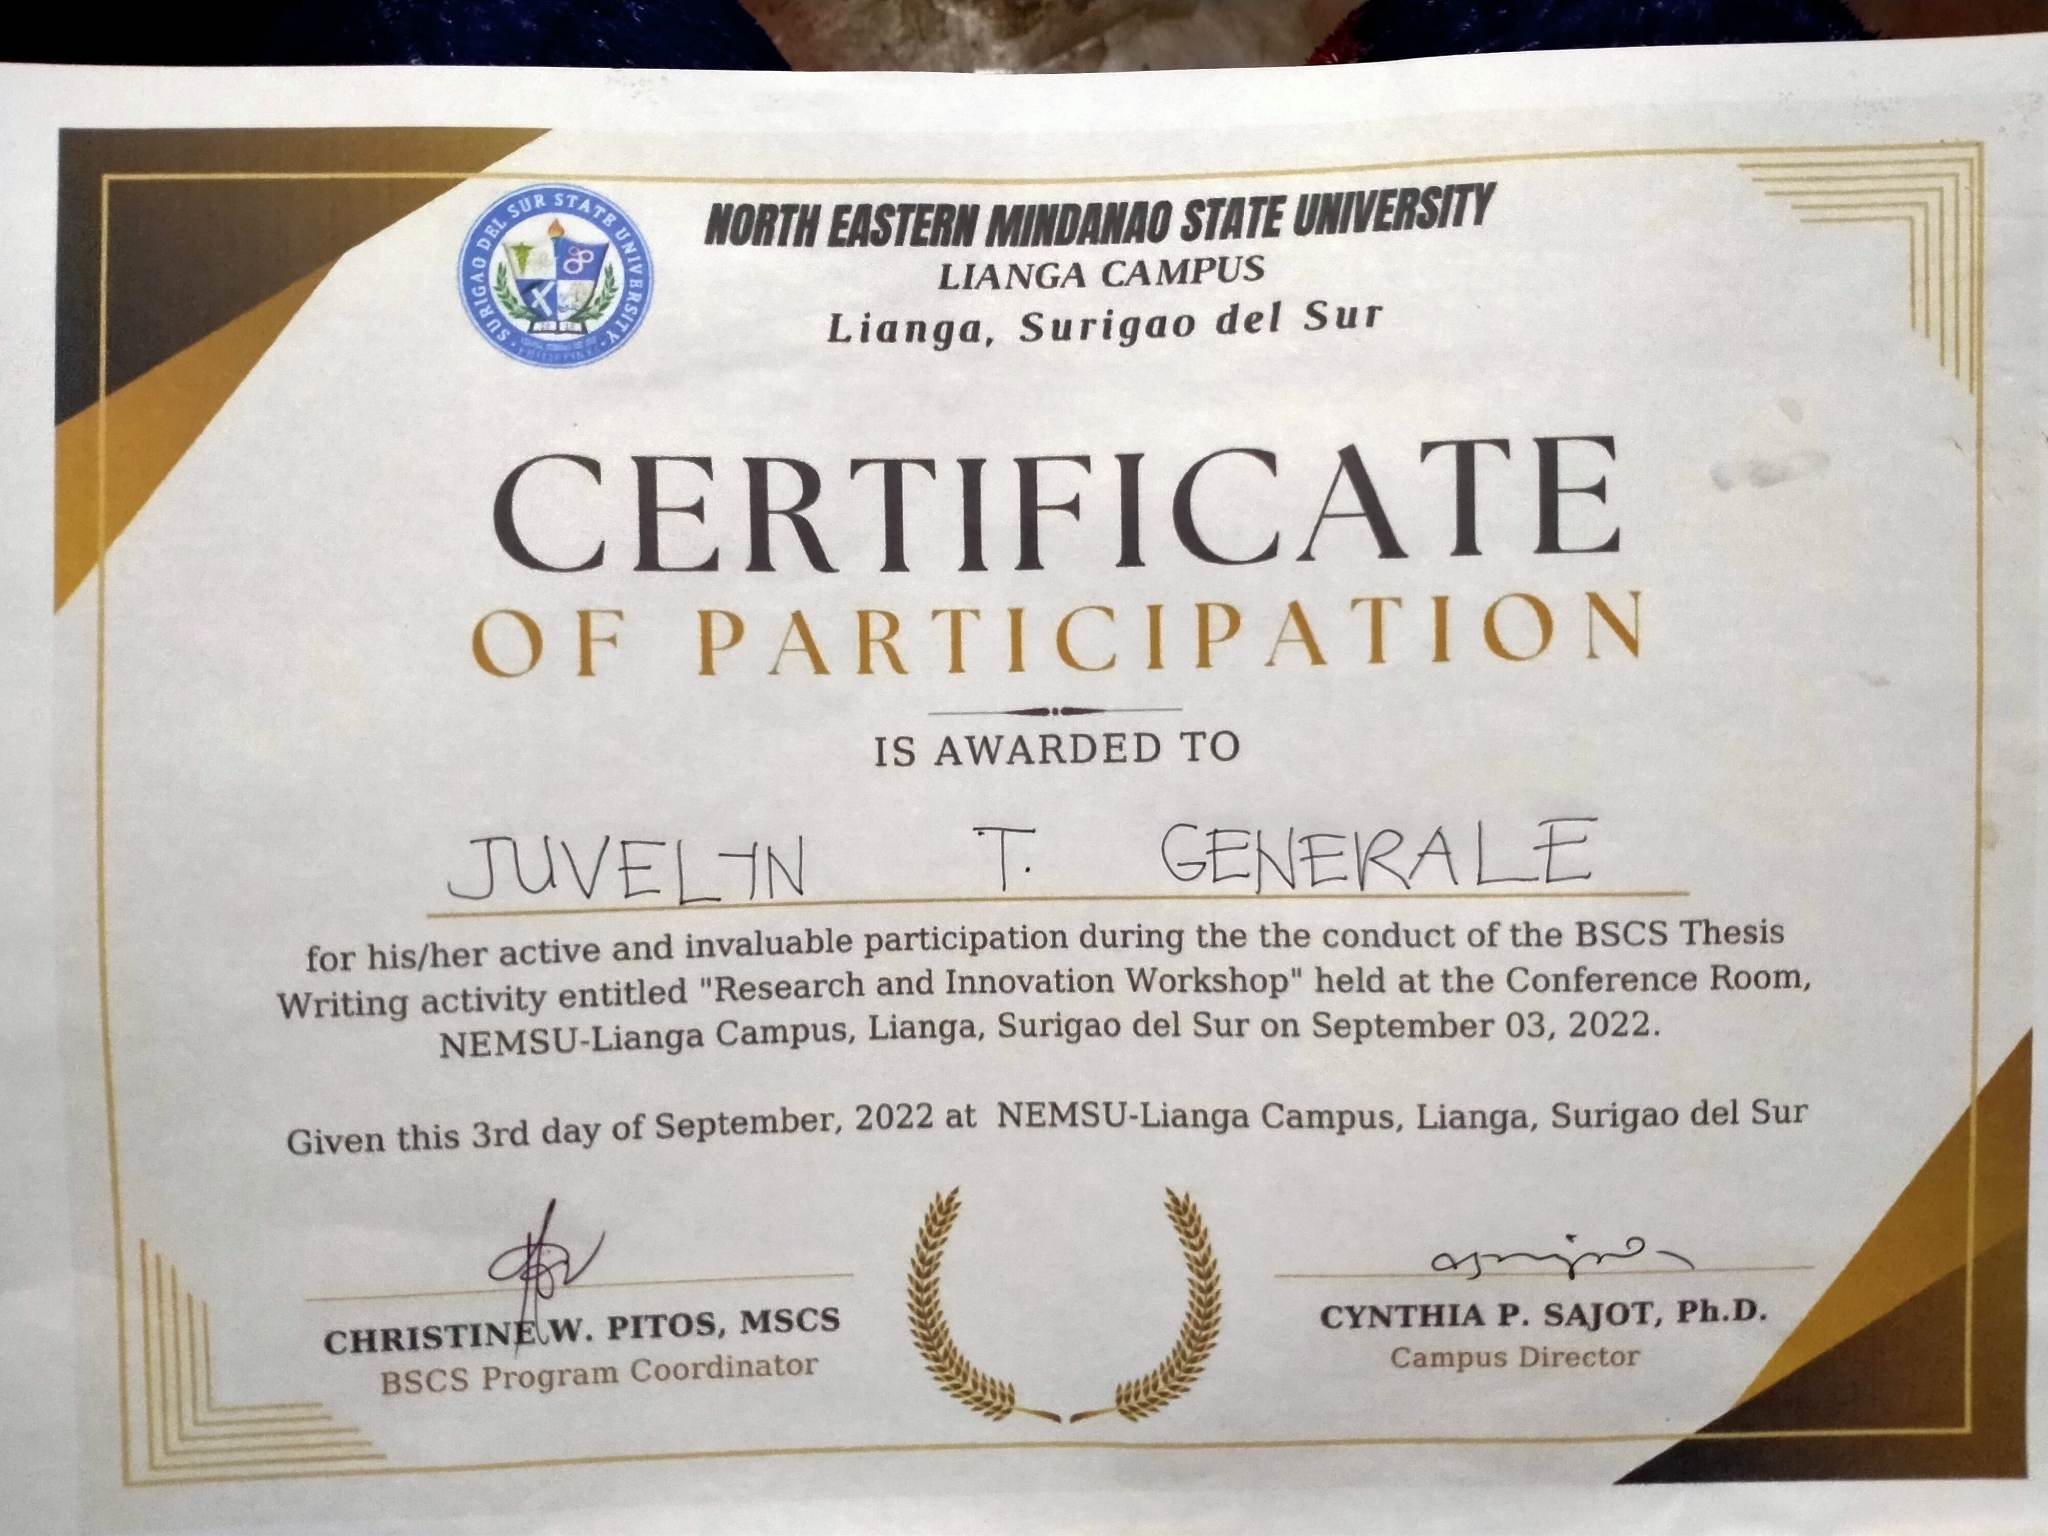 SURIGAO DEL SUR STATE UNIVERSITY
PHILIPPINES
NORTH EASTERN MINDANAO STATE UNIVERSITY
LIANGA CAMPUS
Lianga, Surigao del Sur
CERTIFICATE
OF PARTICIPATION
IS AWARDED TO
JUVELYN T. GENERALE
for his/her active and invaluable participation during the the conduct of the BSCS Thesis
Writing activity entitled "Research and Innovation Workshop" held at the Conference Room,
NEMSU-Lianga Campus, Lianga, Surigao del Sur on September 03, 2022.
Given this 3rd day of September, 2022 at NEMSU-Lianga Campus, Lianga, Surigao del Sur
CHRISTINE W. PITOS, MSCS
BSCS Program Coordinator
CYNTHIA P. SAJOT, Ph.D.
Campus Director